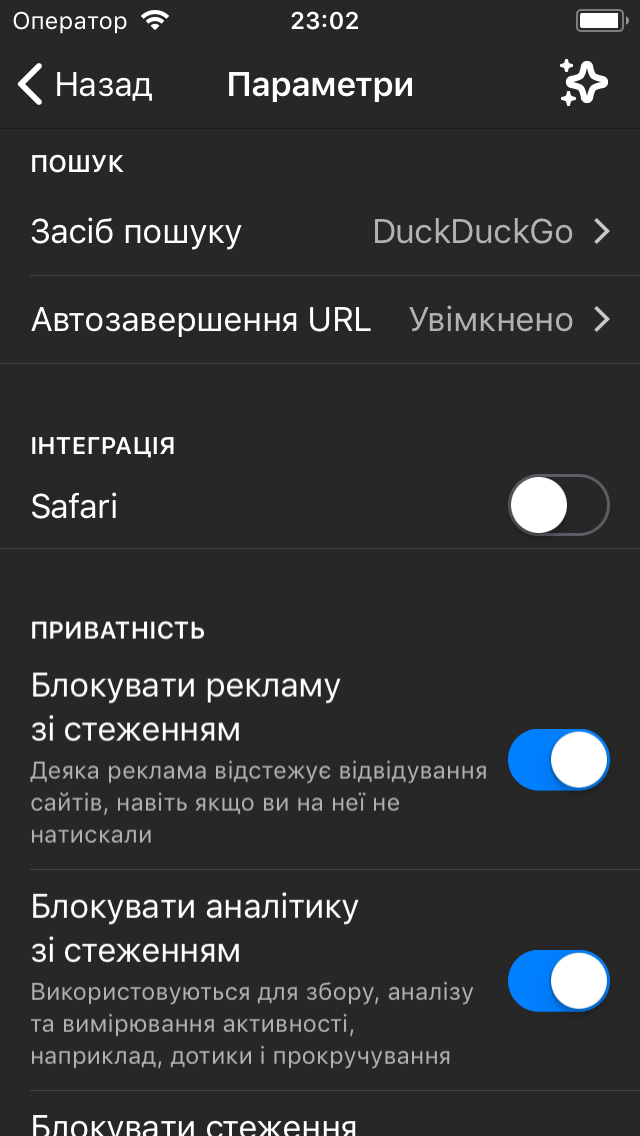 Оператор 23:02
Назад Параметри
ПОШУК
Засіб пошуку DuckDuckGo
Автозавершення URL Увімкнено
ІНТЕГРАЦІЯ
Safari
ПРИВАТНІСТЬ
Блокувати рекламу
зі стеженням
Деяка реклама відстежує відвідування
сайтів, навіть якщо ви на неї не
натискали
Блокувати аналітику
зі стеженням
Використовуються для збору, аналізу
та вимірювання активності,
наприклад, дотики і прокручування
Блокувати стеження